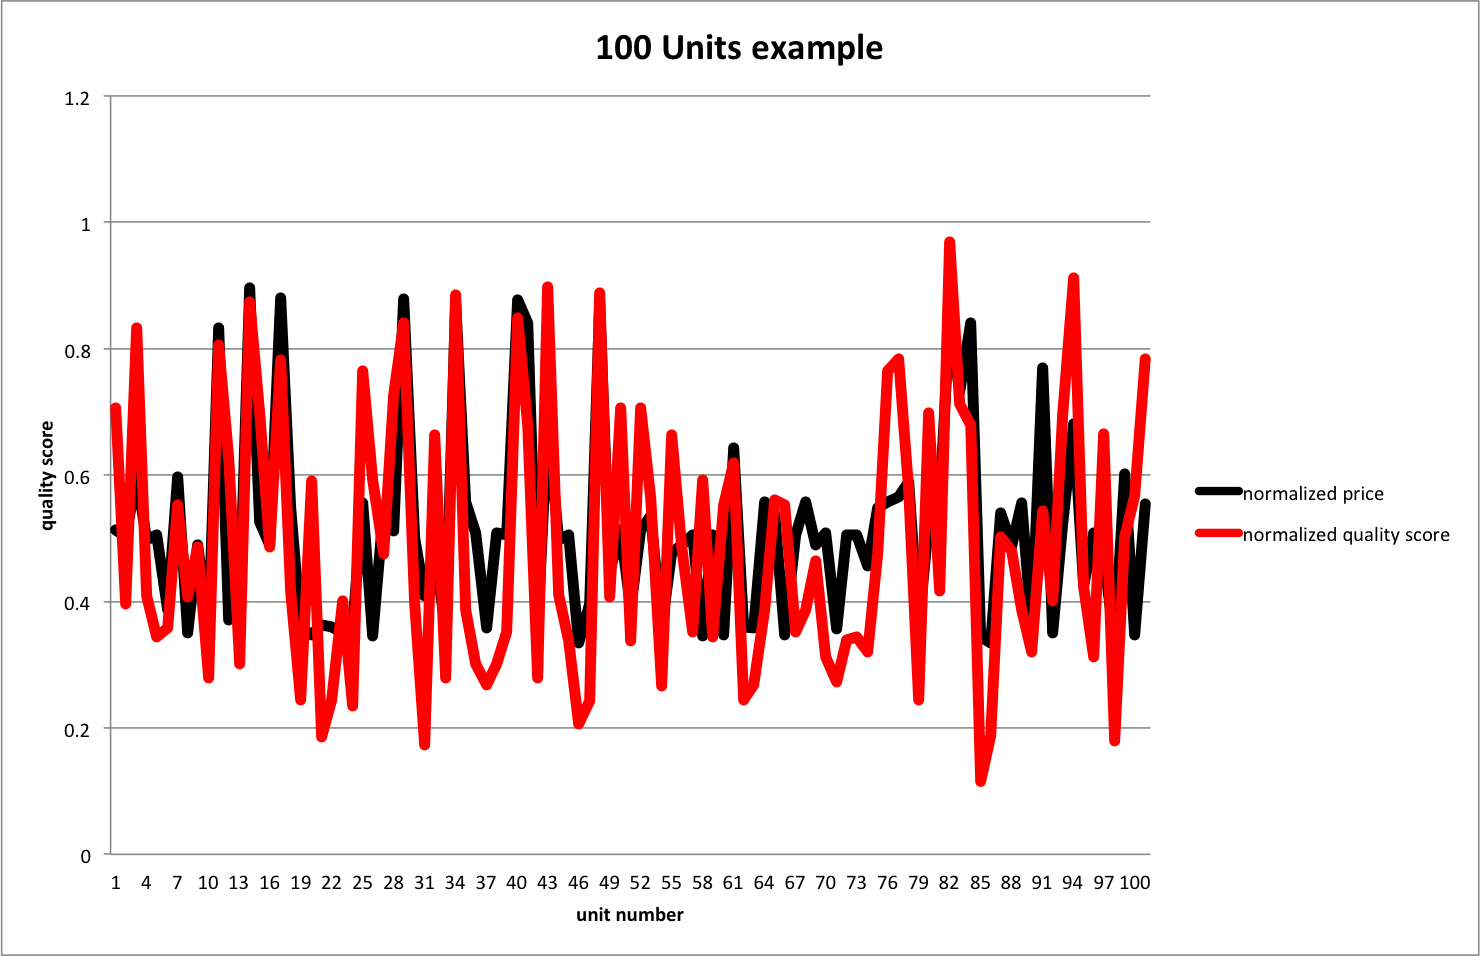 100 Units example
1.2
1
0.8
0.6
0.4
0.2
0
quality score
1 4 7 10 13 16 19 22 25 28 31 34 37 40 43 46 49 52 55 58 61 64 67 70 73 76 79 82 85 88 91 94 97 100
unit number
normalized price
normalized quality score